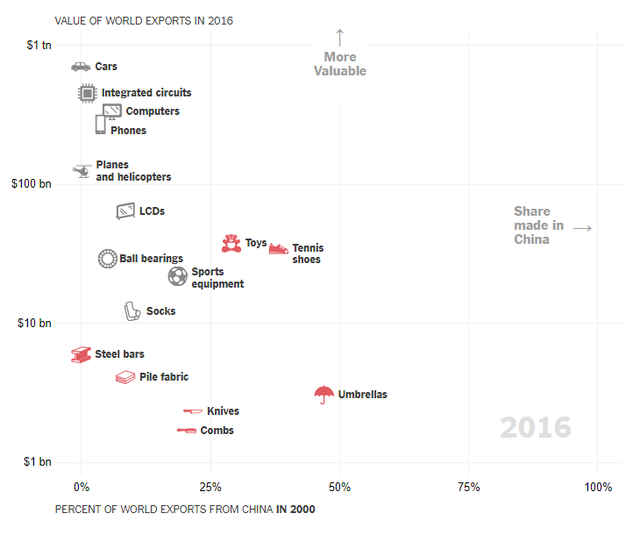 VALUE OF WORLD EXPORTS IN 2016
$1 tn
↑
More
Valuable
Cars
Integrated circuits
Computers
Phones
Planes
and helicopters
$100 bn
LCDs
Share
made in →
China
Toys
Tennis
shoes
Ball bearings
Sports
equipment
Socks
$10 bn
Steel bars
Pile fabric
Umbrellas
Knives
Combs
2016
$1 bn
0%
25%
50%
75%
100%
PERCENT OF WORLD EXPORTS FROM CHINA IN 2000